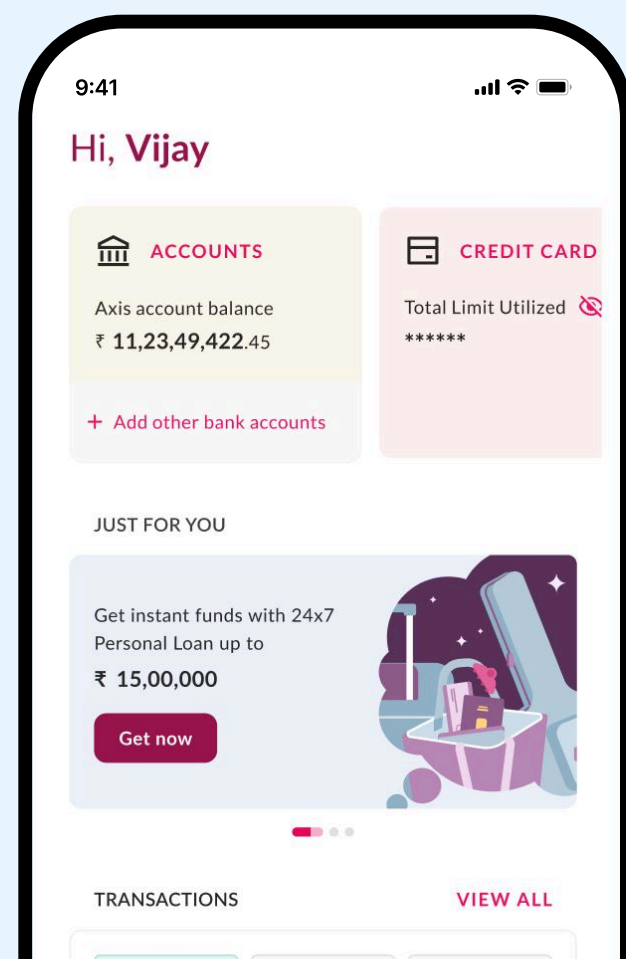 9:41
Hi, Vijay
ACCOUNTS
Axis account balance
₹ 11,23,49,422.45
+ Add other bank accounts
CREDIT CARD
Total Limit Utilized
******
JUST FOR YOU
Get instant funds with 24x7
Personal Loan up to
₹ 15,00,000
Get now
TRANSACTIONS
VIEW ALL